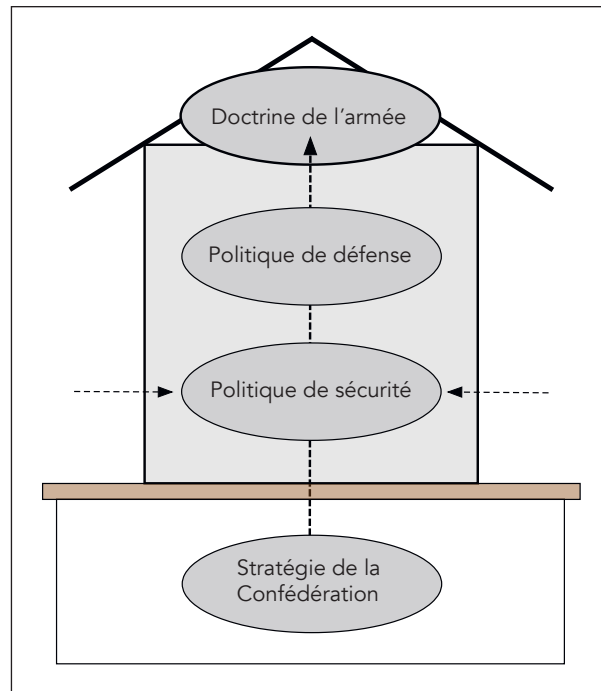 Doctrine de l’armée
Politique de défense
Politique de sécurité
Stratégie de la
Confédération